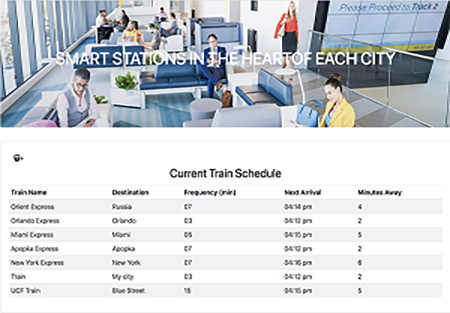 Please Proceed to Track 2
SMART STATIONS IN THE HEARTOF EACH CITY
Current Train Schedule
Train Name Destination Frequency (min) Next Arrival Minutes Away
Orient Express Russia 07 04:14 pm 4
Orlando Express Orlando 03 04:12 pm 2
Miami Express Miami 05 04:15 pm 5
Apopka Express Apopka 07 04:12 pm 2
New York Express New York 07 04:16 pm 6
Train My city 03 04:12 pm 2
UCF Train Blue Street 15 04:15 pm 5